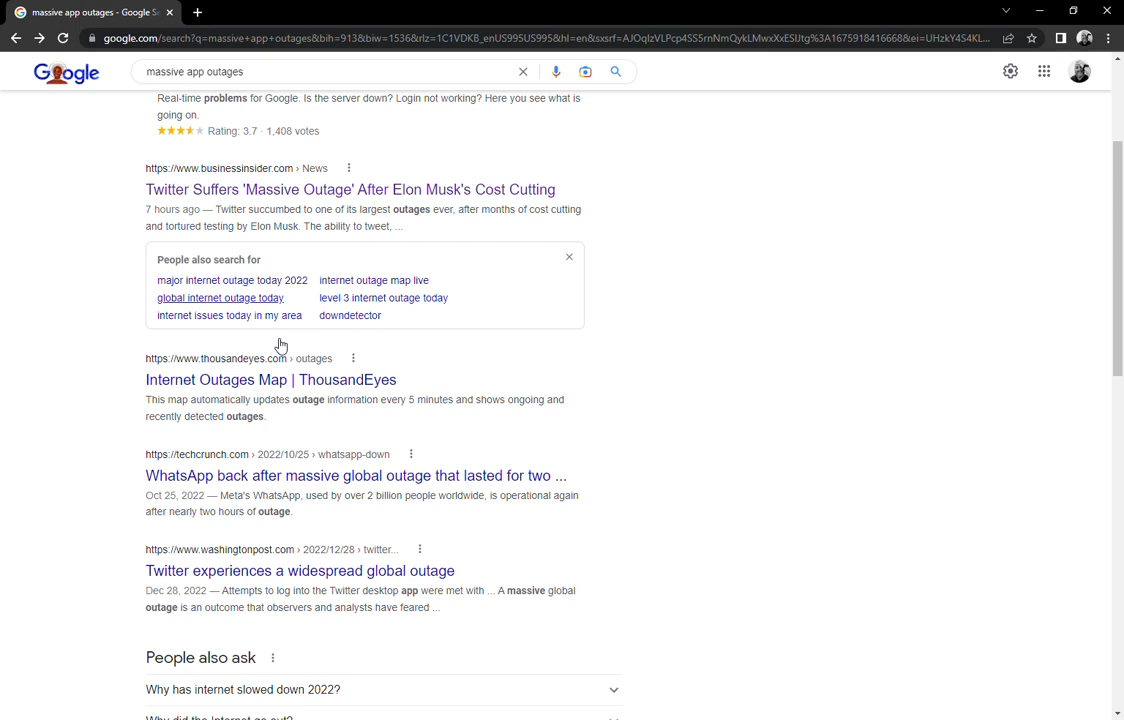 massive app outages - Google Se
google.com/search?q=massive+app+outages&bih=913&biw=1536&rlz=1C1VDKB_enUS995US995&hl=en&sxsrf=AJOqlzVLPcp4SS5rnNmQykLMwxXxESlUtg%3A1675918416668&ei=UHzkY4S4KL...
Google
massive app outages
Real-time problems for Google. Is the server down? Login not working? Here you see what is
going on.
Rating: 3.7 · 1,408 votes
https://www.businessinsider.com › News
Twitter Suffers 'Massive Outage' After Elon Musk's Cost Cutting
7 hours ago — Twitter succumbed to one of its largest outages ever, after months of cost cutting
and tortured testing by Elon Musk. The ability to tweet, ...
People also search for
major internet outage today 2022 internet outage map live
global internet outage today level 3 internet outage today
internet issues today in my area downdetector
https://www.thousandeyes.com › outages
Internet Outages Map | ThousandEyes
This map automatically updates outage information every 5 minutes and shows ongoing and
recently detected outages.
https://techcrunch.com › 2022/10/25 › whatsapp-down
WhatsApp back after massive global outage that lasted for two ...
Oct 25, 2022 — Meta's WhatsApp, used by over 2 billion people worldwide, is operational again
after nearly two hours of outage.
https://www.washingtonpost.com › 2022/12/28 › twitter...
Twitter experiences a widespread global outage
Dec 28, 2022 — Attempts to log into the Twitter desktop app were met with ... A massive global
outage is an outcome that observers and analysts have feared ...
People also ask
Why has internet slowed down 2022?
Why did the Internet go out?